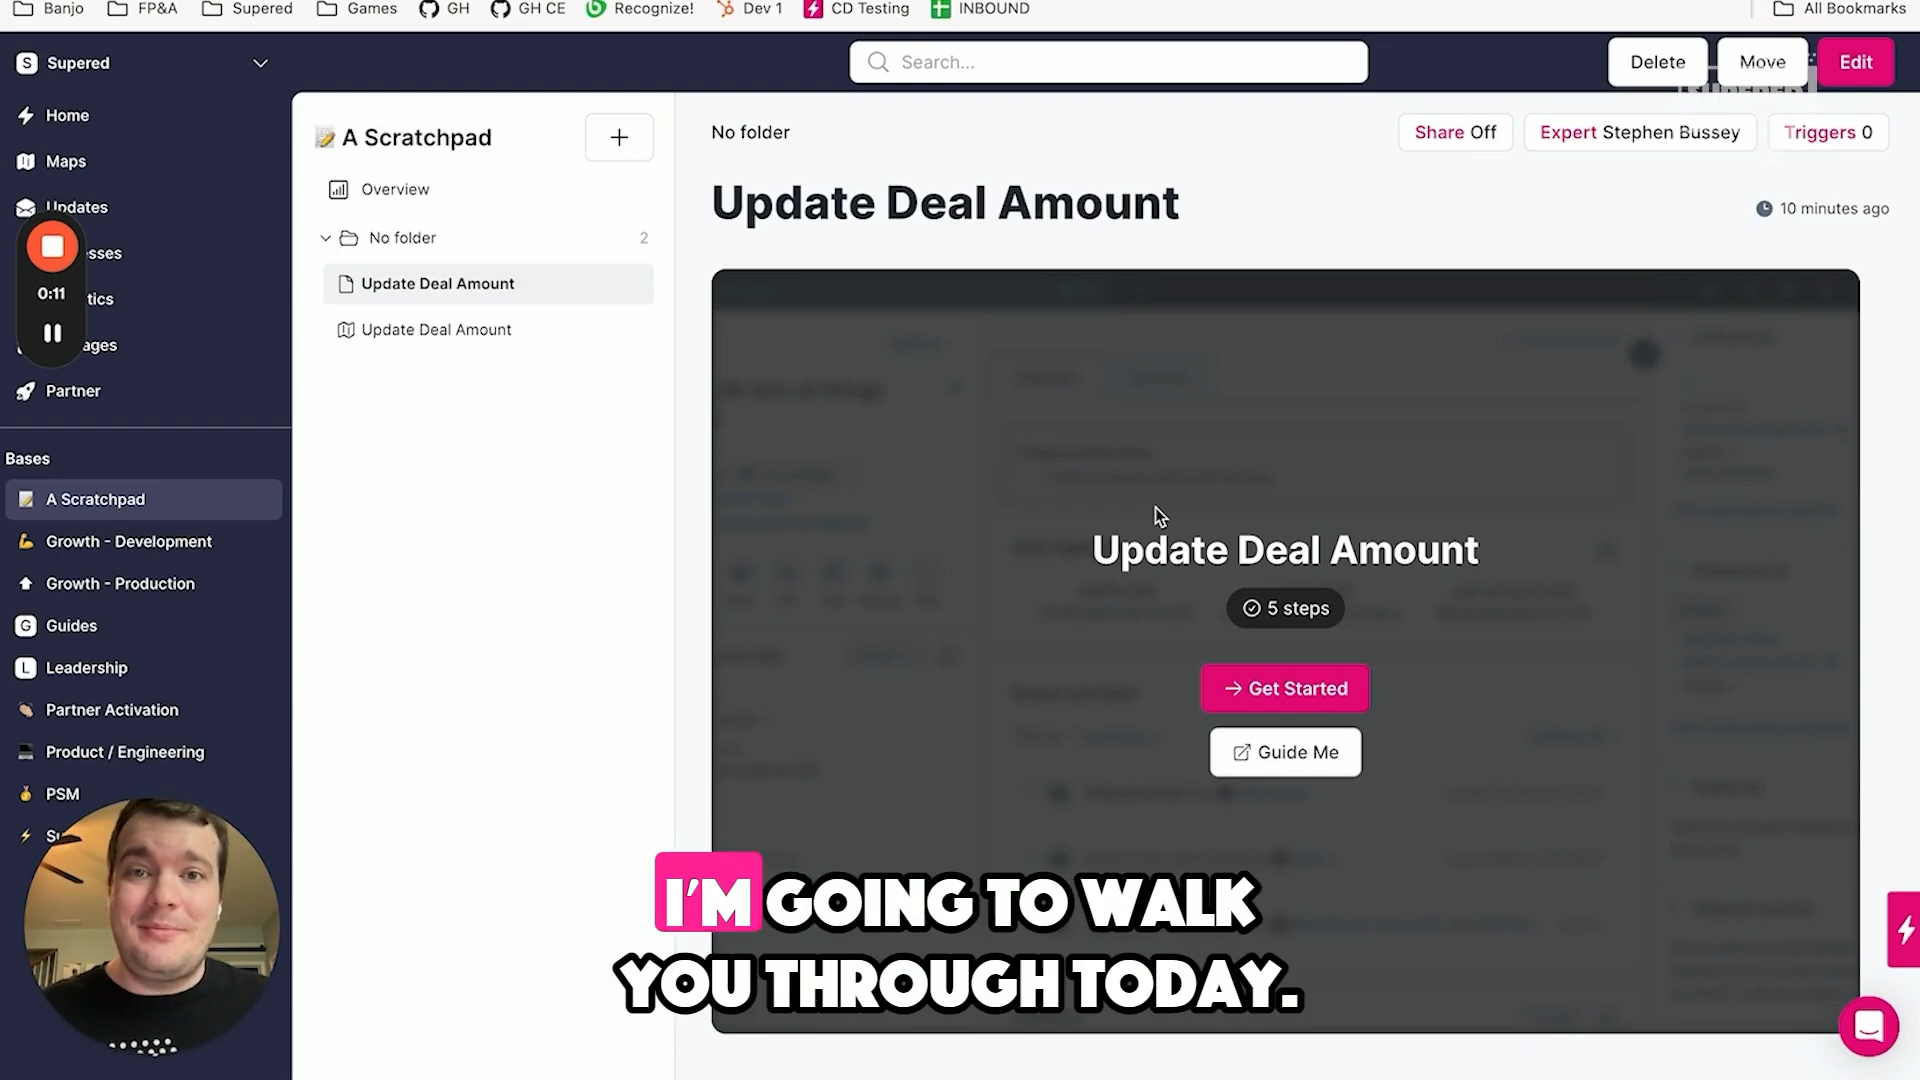 Banjo
FP&A
Supered
Games
GH
GH CE
Recognize!
Dev 1
CD Testing
INBOUND
All Bookmarks
S Supered
Search...
Delete
Move
Edit
Home
Maps
Updates
esses
tics
ages
Partner
0:11
Bases
A Scratchpad
Growth - Development
Growth - Production
G Guides
L Leadership
Partner Activation
Product / Engineering
PSM
Su
A Scratchpad
+
Overview
No folder 2
Update Deal Amount
Update Deal Amount
No folder
Share Off
Expert Stephen Bussey
Triggers 0
Update Deal Amount
10 minutes ago
Update Deal Amount
5 steps
Get Started
Guide Me
I'M GOING TO WALK
YOU THROUGH TODAY.